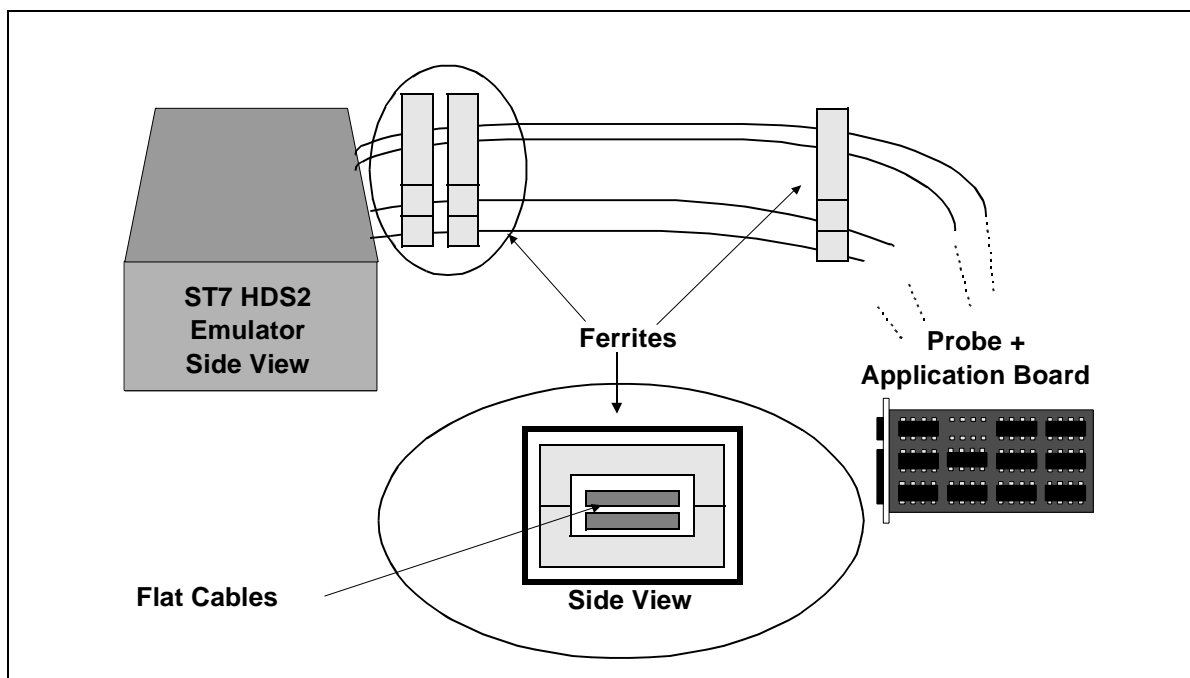 ST7 HDS2
Emulator
Side View
Ferrites
Probe +
Application Board
Flat Cables
Side View